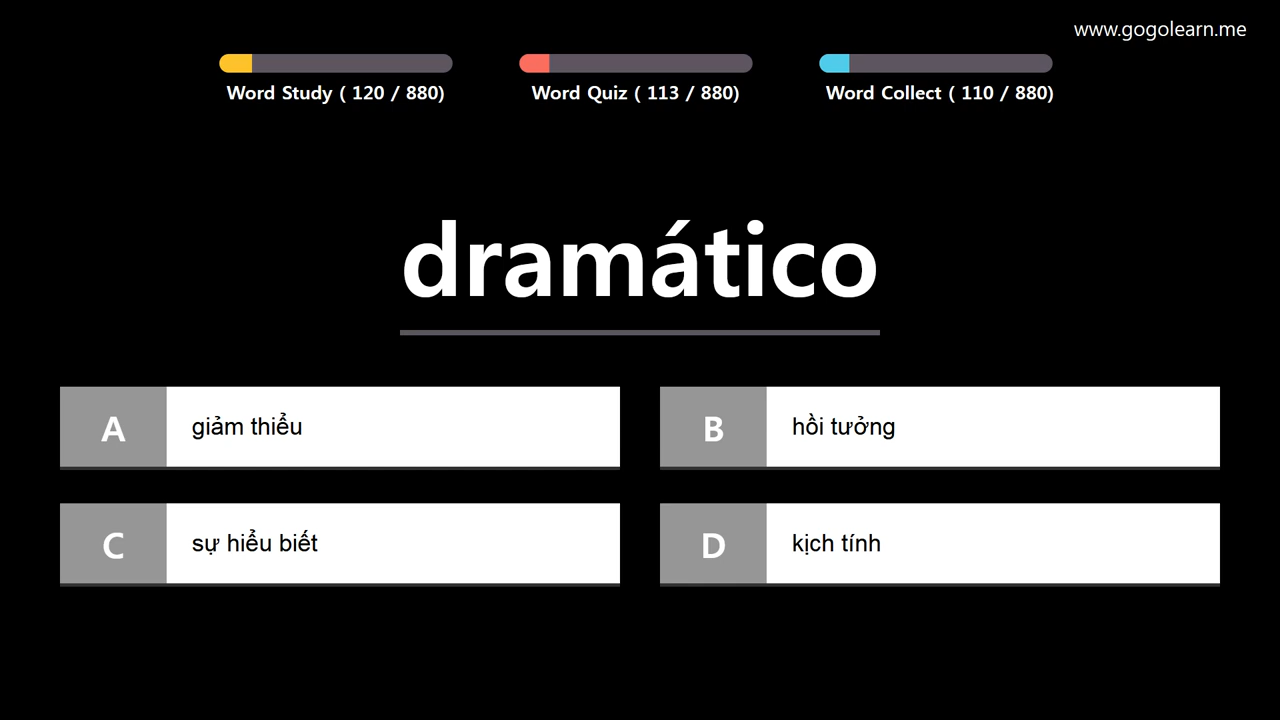 www.gogolearn.me
Word Study ( 120 / 880)
Word Quiz ( 113 / 880)
Word Collect ( 110 / 880)
dramático
A
giảm thiểu
B
hồi tưởng
C
sự hiểu biết
D
kịch tính